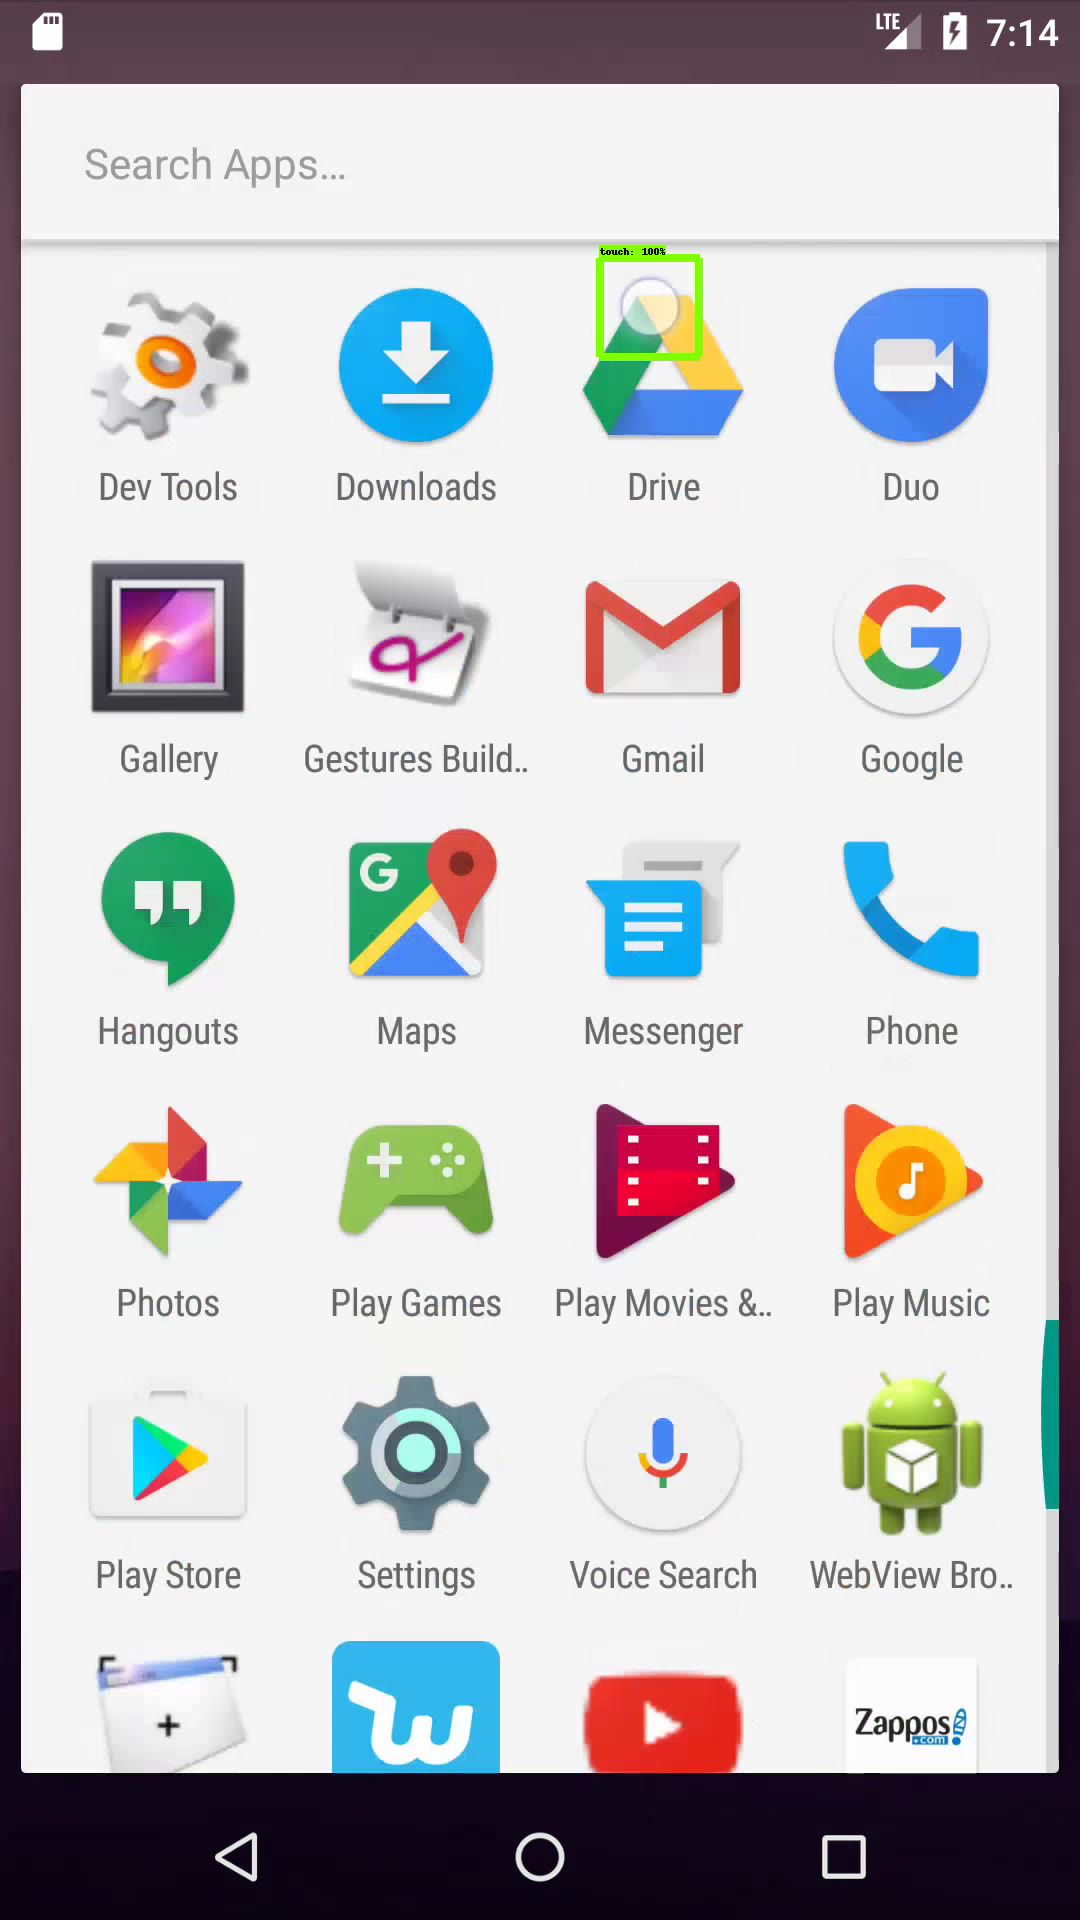 LTE 7:14
Search Apps...
touch: 100%
Dev Tools Downloads Drive Duo
Gallery Gestures Build.. Gmail Google
G
Hangouts Maps Messenger Phone
Photos Play Games Play Movies &.. Play Music
Play Store Settings Voice Search WebView Bro..
Zappos
.com